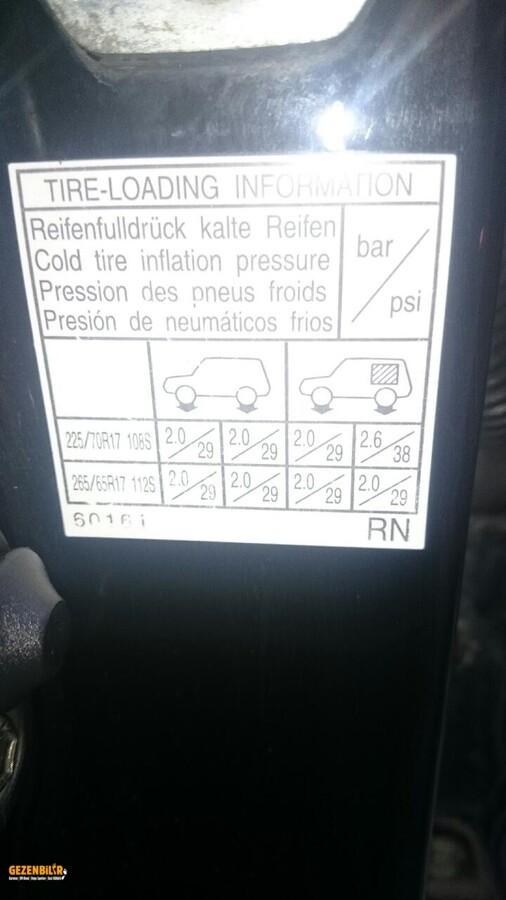 TIRE-LOADING INFORMATION
Reifenfulldrück kalte Reifen
Cold tire inflation pressure
Pression des pneus froids
Presión de neumáticos frios
bar/psi
225/70R17 108S 2.0/29 2.0/29 2.0/29 2.6/38
265/65R17 112S 2.0/29 2.0/29 2.0/29 2.0/29
RN
GEZENBİLİR